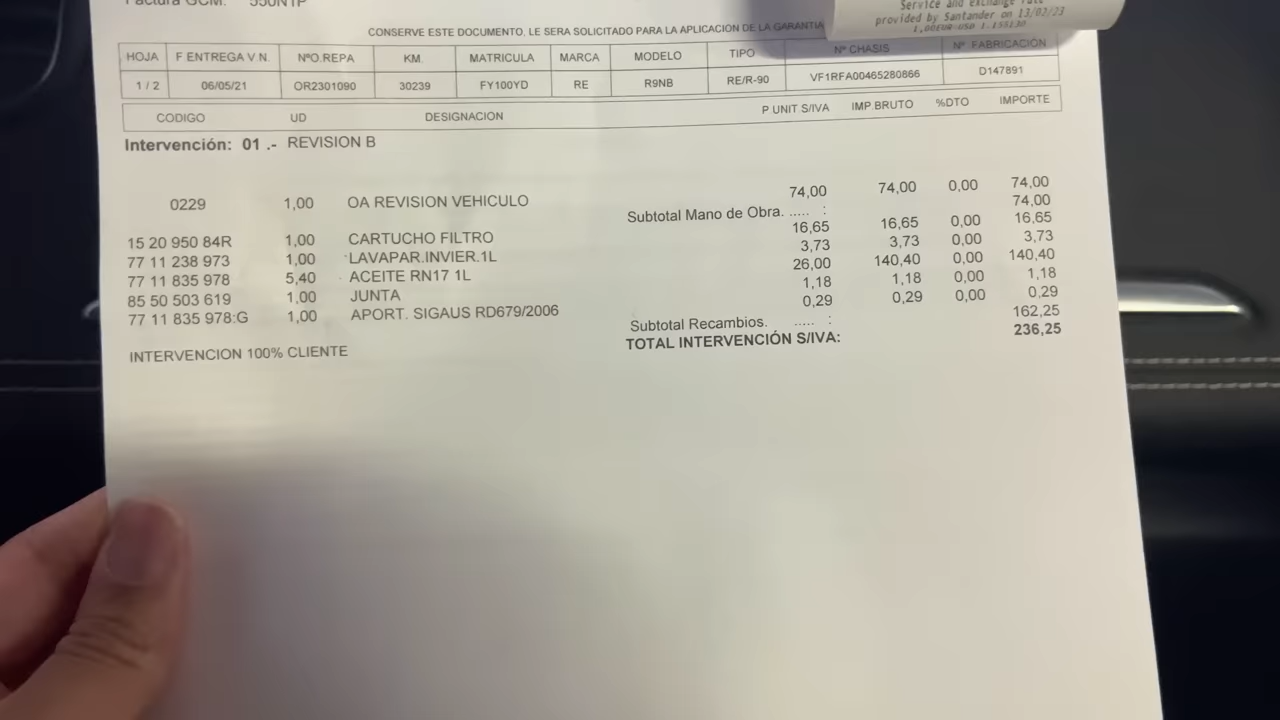 Factura GCM: 550N1P
Service and exchange rate
provided by Santander on 13/02/23
CONSERVE ESTE DOCUMENTO, LE SERA SOLICITADO PARA LA APLICACION DE LA GARANTIA
HOJA F ENTREGA V.N. NºO.REPA KM. MATRICULA MARCA MODELO TIPO Nº CHASIS Nº FABRICACIÓN
1 / 2 06/05/21 OR2301090 30239 FY100YD RE R9NB RE/R-90 VF1RFA00465280866 D147891
CODIGO UD DESIGNACION P UNIT S/IVA IMP BRUTO %DTO IMPORTE
Intervención: 01 .- REVISION B
0229 1,00 OA REVISION VEHICULO 74,00 74,00 0,00 74,00
Subtotal Mano de Obra. ..... : 74,00
15 20 950 84R 1,00 CARTUCHO FILTRO 16,65 16,65 0,00 16,65
77 11 238 973 1,00 LAVAPAR.INVIER.1L 3,73 3,73 0,00 3,73
77 11 835 978 5,40 ACEITE RN17 1L 26,00 140,40 0,00 140,40
85 50 503 619 1,00 JUNTA 1,18 1,18 0,00 1,18
77 11 835 978:G 1,00 APORT. SIGAUS RD679/2006 0,29 0,29 0,00 0,29
Subtotal Recambios. ..... : 162,25
INTERVENCION 100% CLIENTE TOTAL INTERVENCIÓN S/IVA: 236,25